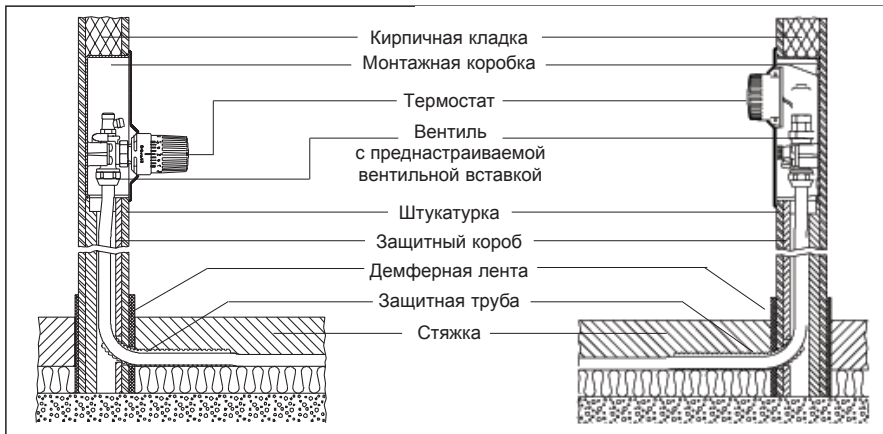 Кирпичная кладка
Монтажная коробка
Термостат
Вентиль
с преднастраиваемой
вентильной вставкой
Штукатурка
Защитный короб
Демферная лента
Защитная труба
Стяжка